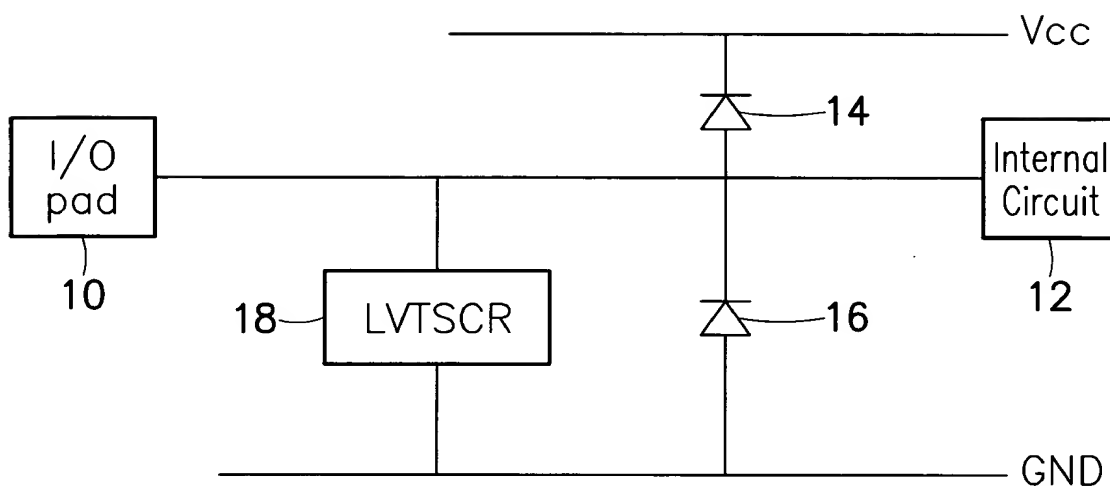 Vcc
14
I/O
pad
Internal
Circuit
10
12
18
LVTSCR
16
GND